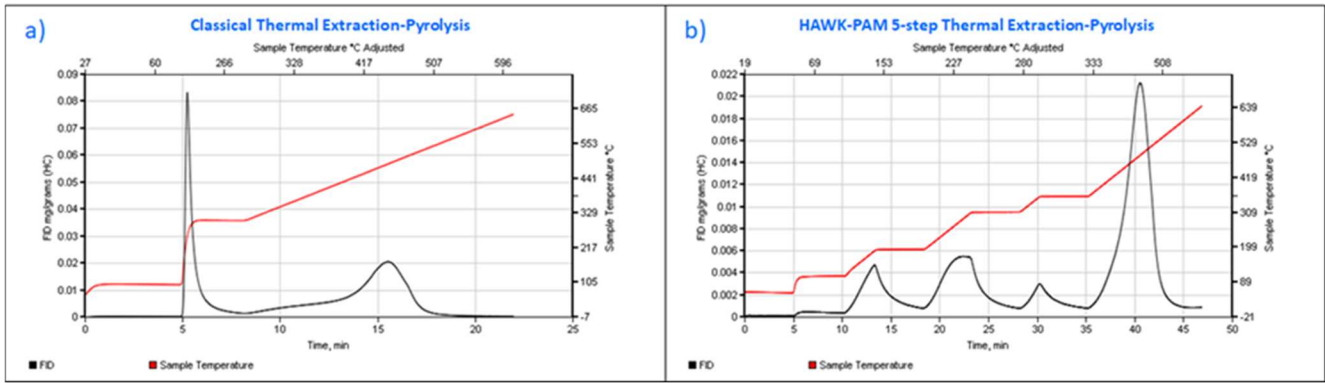 a)
Classical Thermal Extraction-Pyrolysis
Sample Temperature °C Adjusted
27 60 266 328 417 507 596
0.09
0.08
0.07
0.06
0.05
0.04
0.03
0.02
0.01
0
FID mg/grams (HC)
665
553
441
329
217
105
-7
Sample Temperature °C
0 5 10 15 20 25
Time, min
FID
Sample Temperature
b)
HAWK-PAM 5-step Thermal Extraction-Pyrolysis
Sample Temperature °C Adjusted
19 69 153 227 280 333 508
0.022
0.02
0.018
0.016
0.014
0.012
0.01
0.008
0.006
0.004
0.002
0
FID mg/grams (HC)
639
529
419
309
199
89
-21
Sample Temperature °C
0 5 10 15 20 25 30 35 40 45 50
Time, min
FID
Sample Temperature